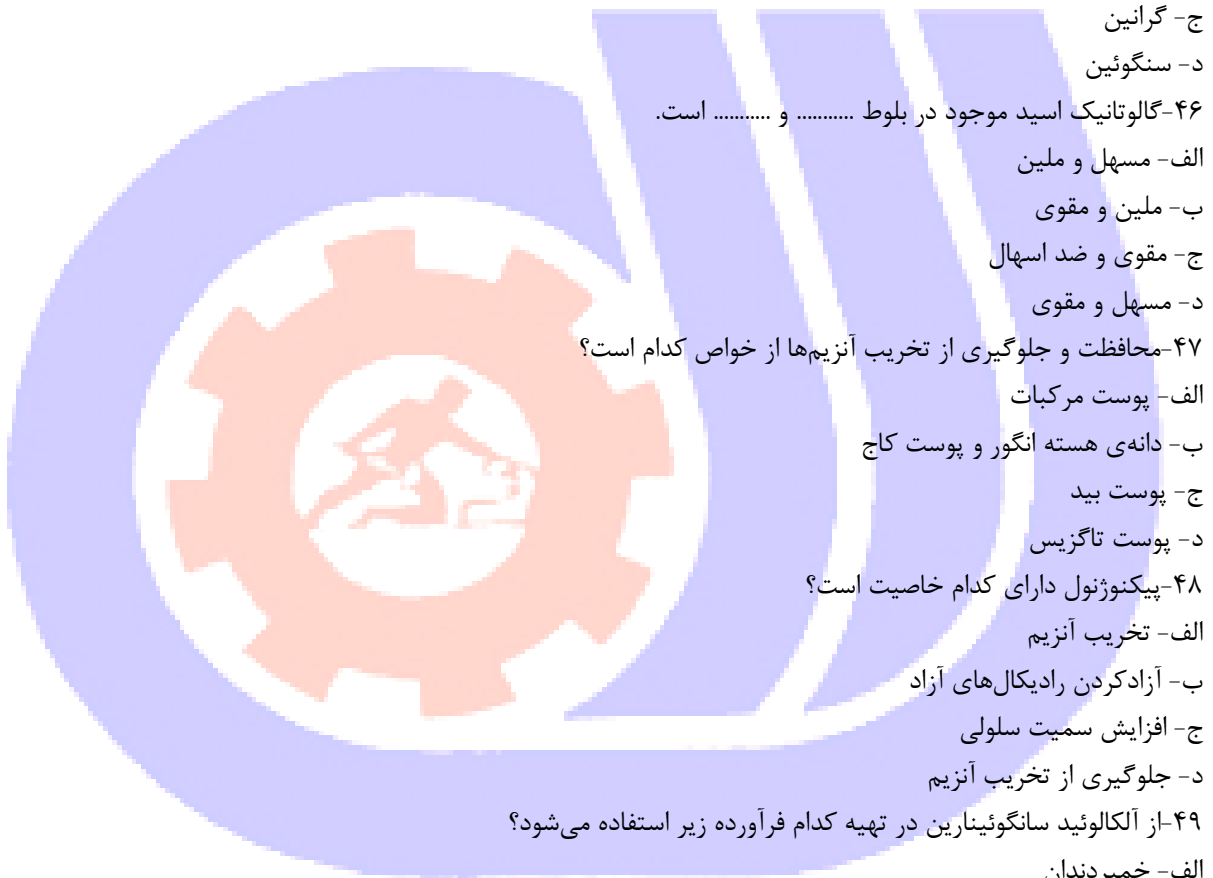 ج- گرانین
د- سنگوئین
۴۶-گالوتانیک اسید موجود در بلوط ........... و ........... است.
الف- مسهل و ملین
ب- ملین و مقوی
ج- مقوی و ضد اسهال
د- مسهل و مقوی
۴۷-محافظت و جلوگیری از تخریب آنزیم‌ها از خواص کدام است؟
الف- پوست مرکبات
ب- دانه‌ی هسته انگور و پوست کاج
ج- پوست بید
د- پوست تاگزیس
۴۸-پیکنوژنول دارای کدام خاصیت است؟
الف- تخریب آنزیم
ب- آزادکردن رادیکال‌های آزاد
ج- افزایش سمیت سلولی
د- جلوگیری از تخریب آنزیم
۴۹-از آلکالوئید سانگوئینارین در تهیه کدام فرآورده زیر استفاده می‌شود؟
الف- خمیردندان